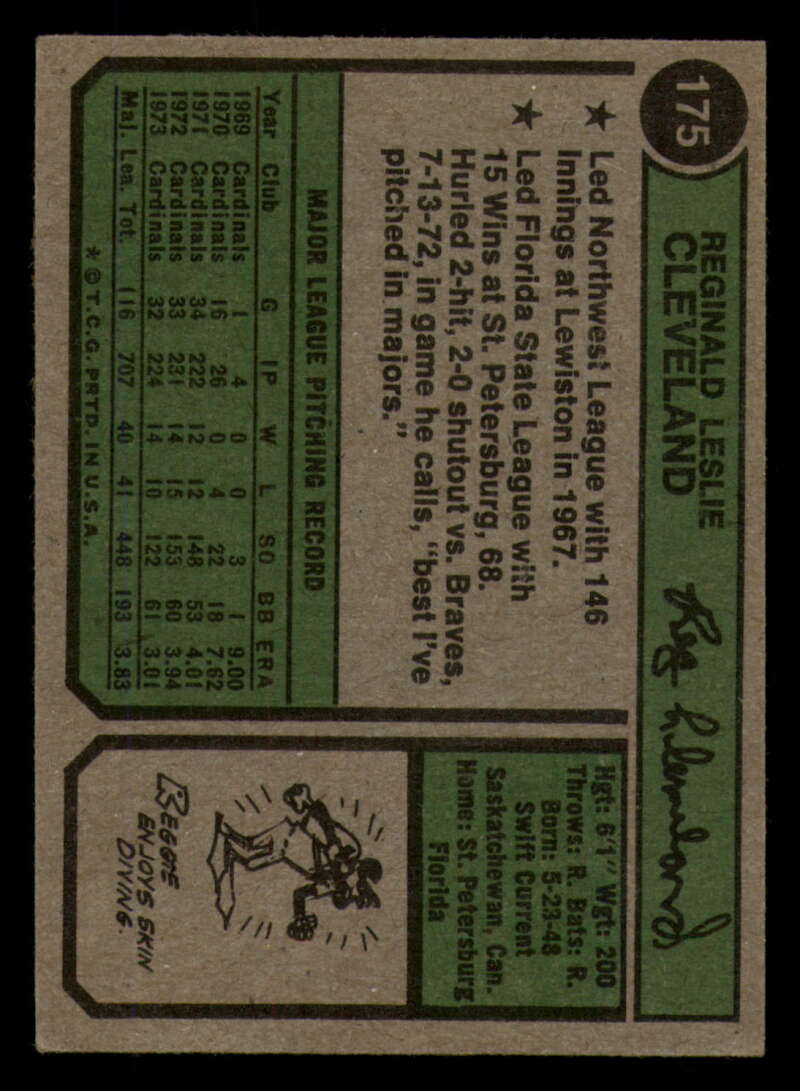 175
REGINALD LESLIE
CLEVELAND
Reg Cleveland
★ Led Northwest League with 146
Innings at Lewiston in 1967.
★ Led Florida State League with
15 Wins at St. Petersburg, 68.
Hurled 2-hit, 2-0 shutout vs. Braves,
7-13-72, in game he calls, "best I've
pitched in majors."
Hgt: 6'1" Wgt: 200
Throws: R. Bats: R.
Born: 5-23-48
Swift Current
Saskatchewan, Can.
Home: St. Petersburg
Florida
MAJOR LEAGUE PITCHING RECORD
Year Club G IP W L SO BB ERA
1969 Cardinals 1 4 0 0 3 1 9.00
1970 Cardinals 16 26 0 4 22 18 7.62
1971 Cardinals 34 222 12 12 148 53 4.01
1972 Cardinals 33 231 14 15 153 60 3.94
1973 Cardinals 32 224 14 10 122 61 3.01
Maj. Lea. Tot. 116 707 40 41 448 193 3.83
* © T.C.G. PRTD. IN U.S.A.
REGGIE
ENJOYS SKIN
DIVING.